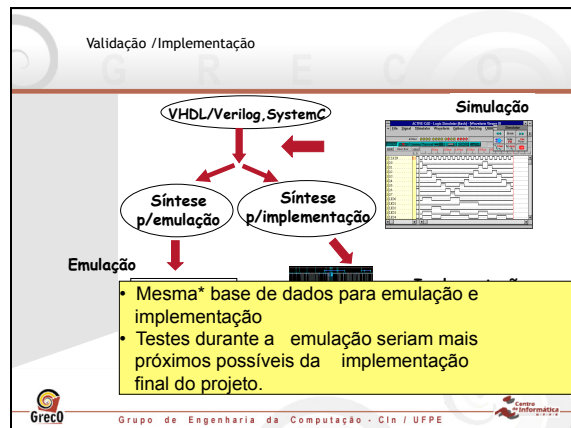 Validação /Implementação
G R E C O
VHDL/Verilog,SystemC
Simulação
Síntese
p/emulação
Síntese
p/implementação
Emulação
• Mesma* base de dados para emulação e
implementação
• Testes durante a emulação seriam mais
próximos possíveis da implementação
final do projeto.
GrecO
Grupo de Engenharia da Computação - CIn / UFPE
Centro
de Informática